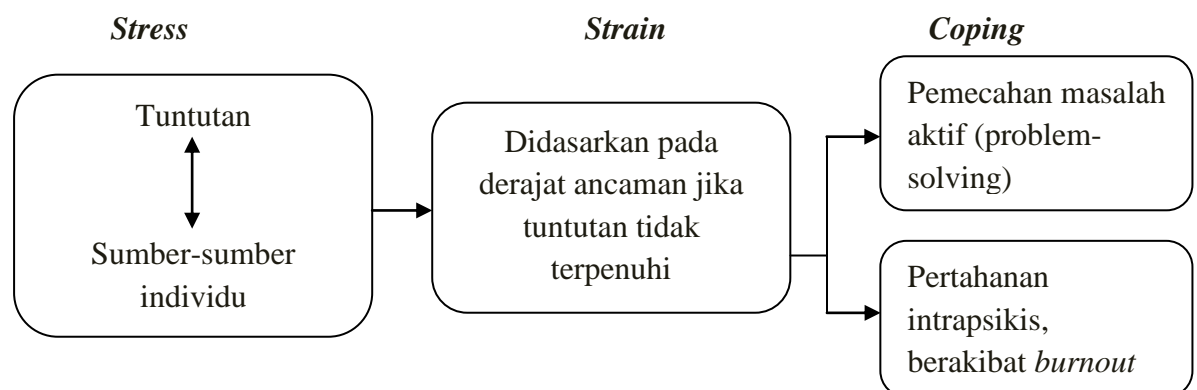 Stress
Strain
Coping
Tuntutan
Sumber-sumber
individu
Didasarkan pada
derajat ancaman jika
tuntutan tidak
terpenuhi
Pemecahan masalah
aktif (problem-
solving)
Pertahanan
intrapsikis,
berakibat burnout